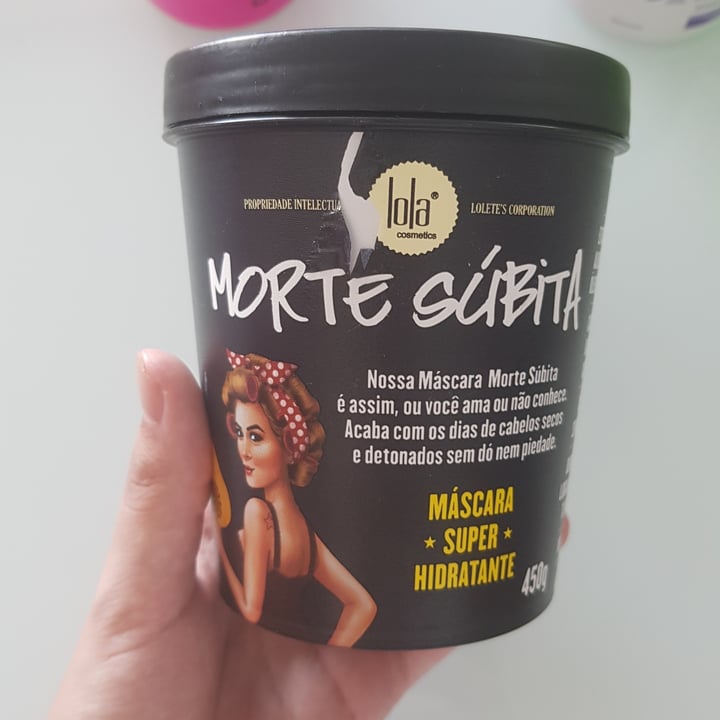 PROPRIEDADE INTELECTUA
lola®
cosmetics
LOLETE'S CORPORATION
MORTE SÚBITA
Nossa Máscara Morte Súbita
é assim, ou você ama ou não conhece.
Acaba com os dias de cabelos secos
e detonados sem dó nem piedade.
MÁSCARA
★ SUPER ★
HIDRATANTE
450g